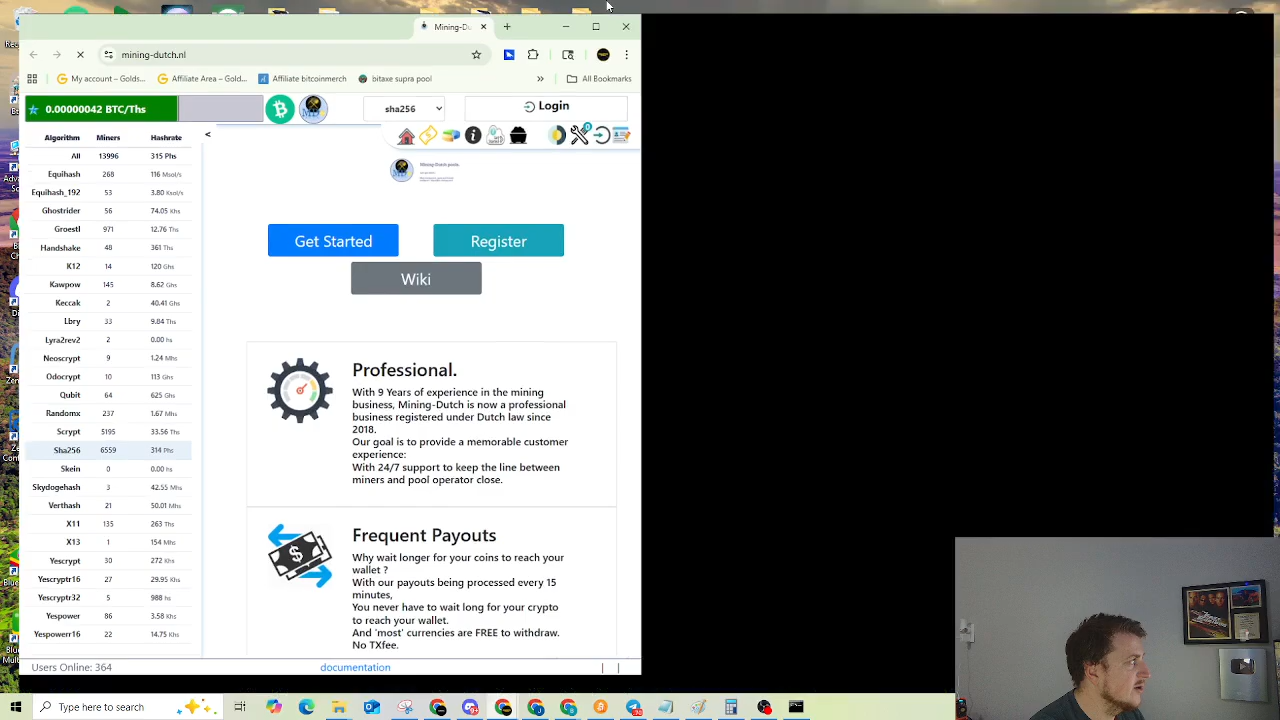 Mining-Du
mining-dutch.nl
My account – Golds...
Affiliate Area – Gold...
Affiliate bitcoinmerch
bitaxe supra pool
»
All Bookmarks
0.00000042 BTC/Ths
sha256
Login
Algorithm Miners Hashrate
<
All 13996 315 Phs
Equihash 268 116 Msol/s
Equihash_192 53 3.80 Ksol/s
Ghostrider 56 74.05 Khs
Groestl 971 12.76 Ths
Handshake 48 361 Ths
K12 14 120 Ghs
Kawpow 145 8.62 Ghs
Keccak 2 40.41 Ghs
Lbry 33 9.84 Ths
Lyra2rev2 2 0.00 hs
Neoscrypt 9 1.24 Mhs
Odocrypt 10 113 Ghs
Qubit 64 625 Ghs
Randomx 237 1.67 Mhs
Scrypt 5195 33.56 Ths
Sha256 6559 314 Phs
Skein 0 0.00 hs
Skydogehash 3 42.55 Mhs
Verthash 21 50.01 Mhs
X11 135 263 Ths
X13 1 154 Mhs
Yescrypt 30 272 Khs
Yescryptr16 27 29.95 Khs
Yescryptr32 5 988 hs
Yespower 86 3.58 Khs
Yespowerr16 22 14.75 Khs
Mining-Dutch pools.
Get Started
Register
Wiki
Professional.
With 9 Years of experience in the mining
business, Mining-Dutch is now a professional
business registered under Dutch law since
2018.
Our goal is to provide a memorable customer
experience:
With 24/7 support to keep the line between
miners and pool operator close.
Frequent Payouts
Why wait longer for your coins to reach your
wallet ?
With our payouts being processed every 15
minutes,
You never have to wait long for your crypto
to reach your wallet.
And 'most' currencies are FREE to withdraw.
No TXfee.
Users Online: 364
documentation
Type here to search